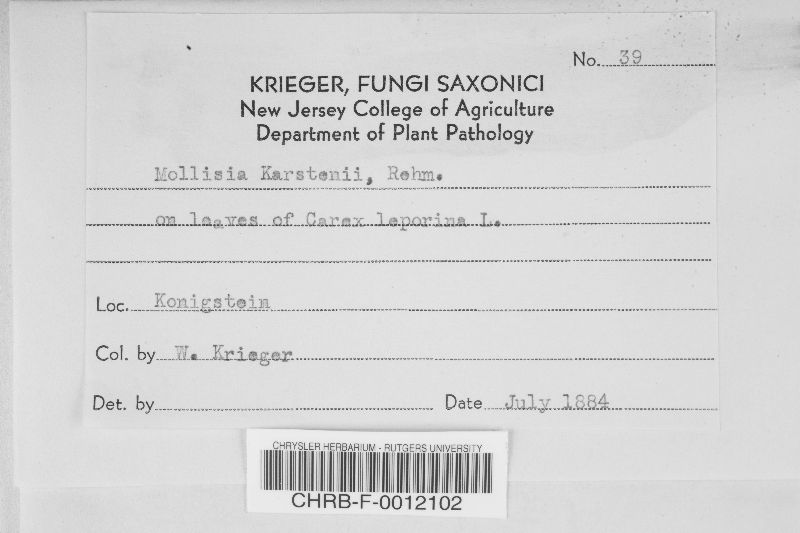 No. 39
KRIEGER, FUNGI SAXONICI
New Jersey College of Agriculture
Department of Plant Pathology
Mollisia Karstenii, Rehm.
on leaves of Carex leporina L.
Loc. Konigstein
Col. by W. Krieger
Det. by
Date July 1884
CHRYSLER HERBARIUM - RUTGERS UNIVERSITY
CHRB-F-0012102